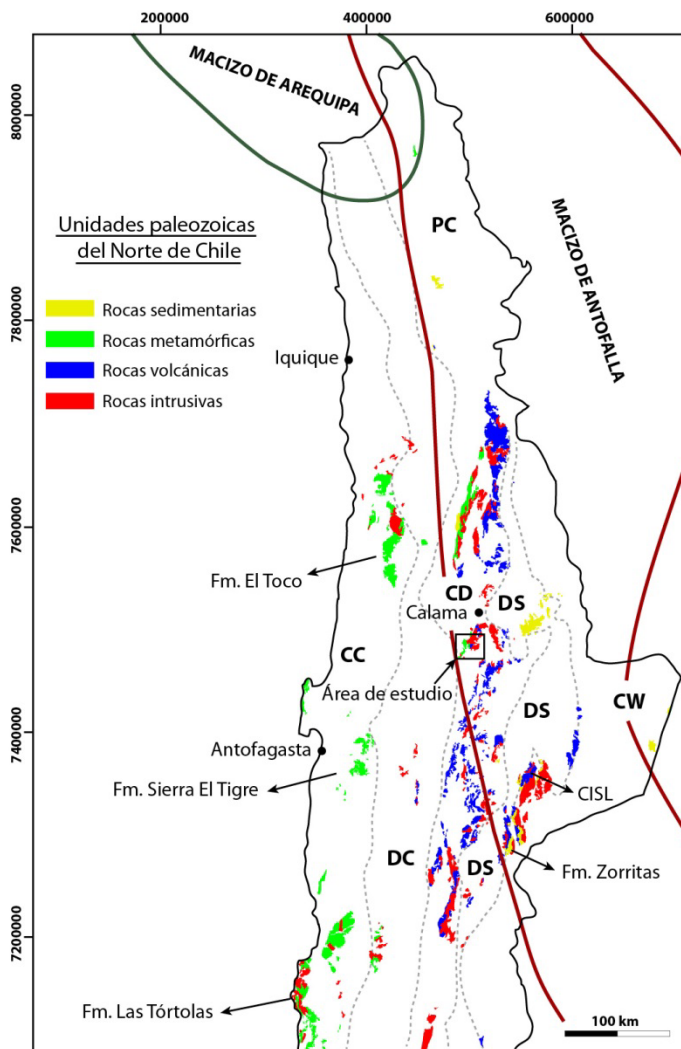 200000
400000
600000
8000000
7800000
7600000
7400000
7200000
MACIZO DE AREQUIPA
MACIZO DE ANTOFALLA
PC
Unidades paleozoicas
del Norte de Chile
Rocas sedimentarias
Rocas metamórficas
Rocas volcánicas
Rocas intrusivas
Iquique
Fm. El Toco
CD
DS
Calama
CC
Área de estudio
DS
CW
Antofagasta
Fm. Sierra El Tigre
CISL
DC
DS
Fm. Zorritas
Fm. Las Tórtolas
100 km